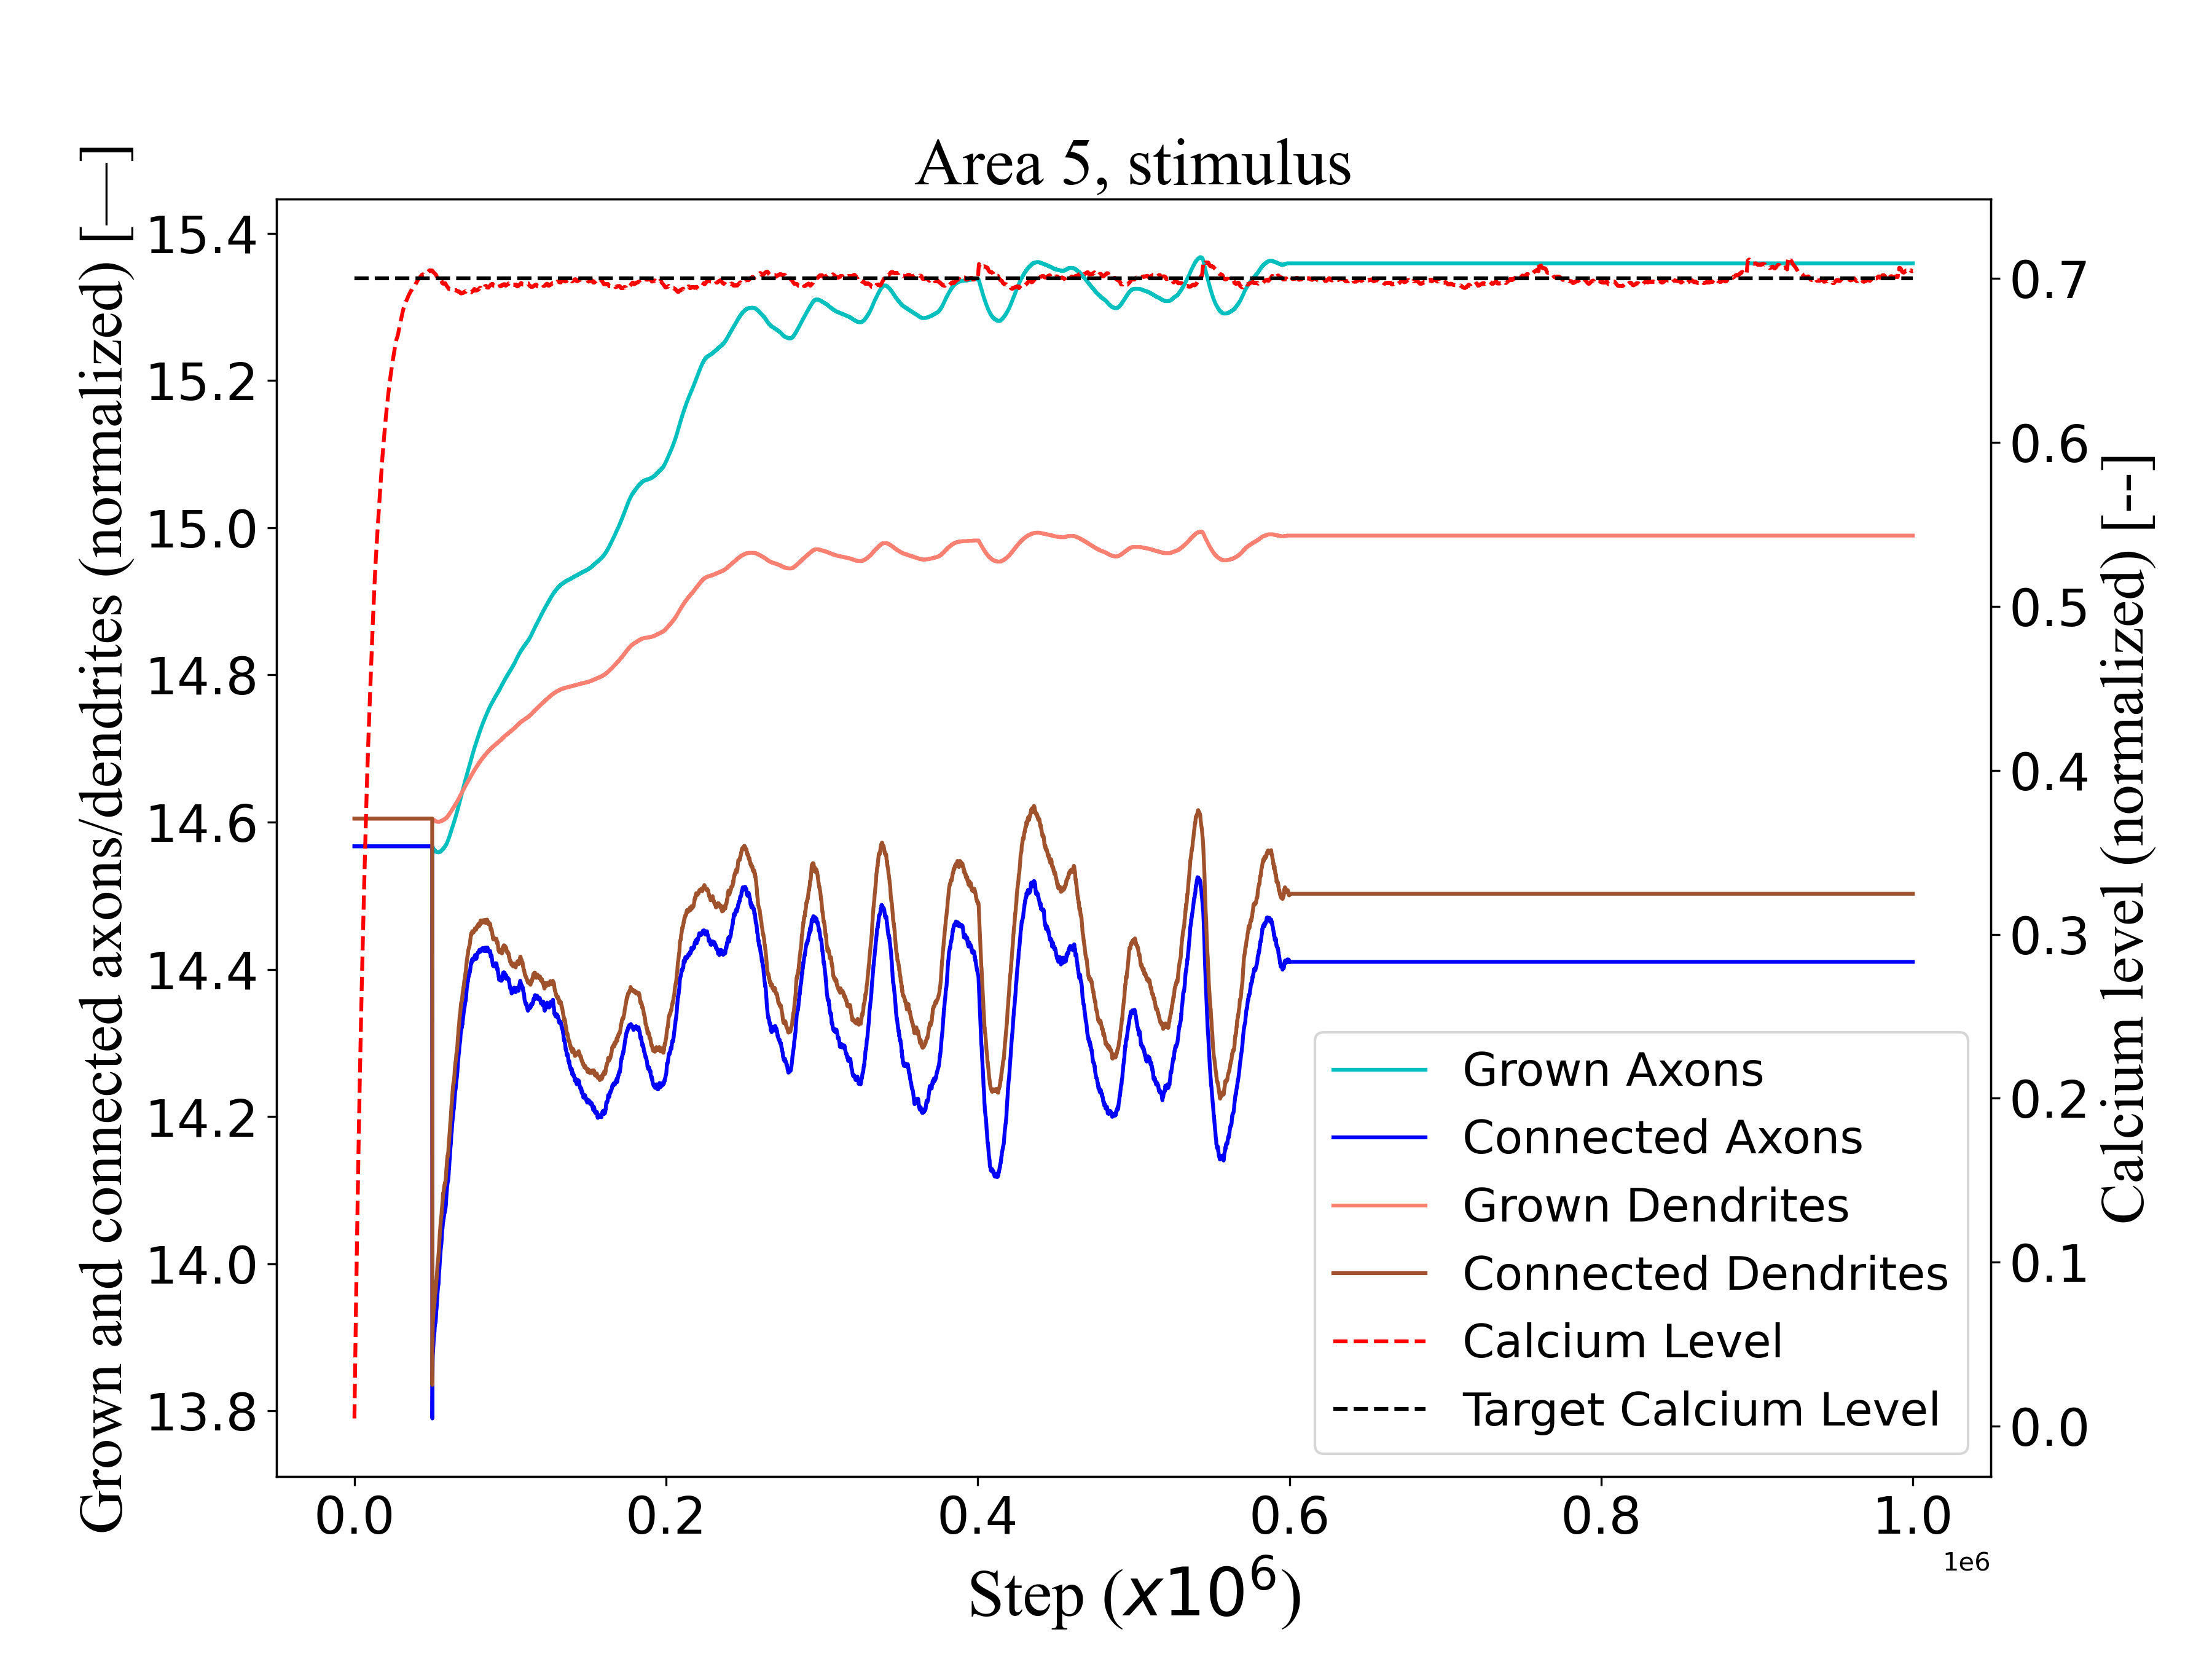 Area 5, stimulus
Grown and connected axons/dendrites (normalized) [—]
15.4
15.2
15.0
14.8
14.6
14.4
14.2
14.0
13.8
0.7
0.6
0.5
0.4
0.3
0.2
0.1
0.0
Calcium level (normalized) [--]
Grown Axons
Connected Axons
Grown Dendrites
Connected Dendrites
Calcium Level
Target Calcium Level
0.0 0.2 0.4 0.6 0.8 1.0
1e6
Step (x10⁶)